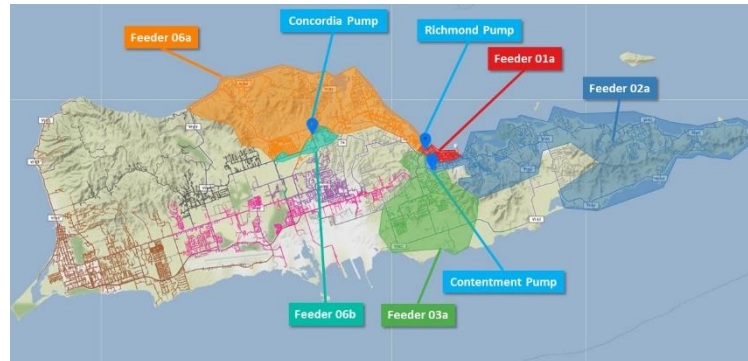 Concordia Pump
Richmond Pump
Feeder 06a
Feeder 01a
Feeder 02a
Contentment Pump
Feeder 06b
Feeder 03a